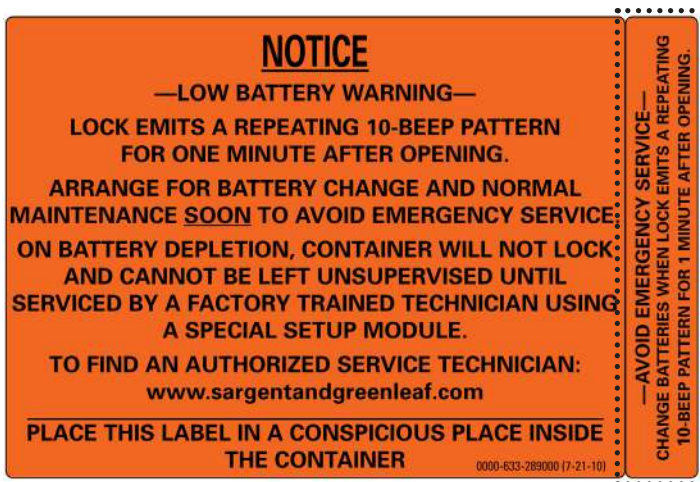 NOTICE
—LOW BATTERY WARNING—
LOCK EMITS A REPEATING 10-BEEP PATTERN
FOR ONE MINUTE AFTER OPENING.
ARRANGE FOR BATTERY CHANGE AND NORMAL
MAINTENANCE SOON TO AVOID EMERGENCY SERVICE.
ON BATTERY DEPLETION, CONTAINER WILL NOT LOCK
AND CANNOT BE LEFT UNSUPERVISED UNTIL
SERVICED BY A FACTORY TRAINED TECHNICIAN USING
A SPECIAL SETUP MODULE.
TO FIND AN AUTHORIZED SERVICE TECHNICIAN:
www.sargentandgreenleaf.com
PLACE THIS LABEL IN A CONSPICIOUS PLACE INSIDE
THE CONTAINER
0000-633-289000 (7-21-10)
—AVOID EMERGENCY SERVICE—
CHANGE BATTERIES WHEN LOCK EMITS A REPEATING
10-BEEP PATTERN FOR 1 MINUTE AFTER OPENING.